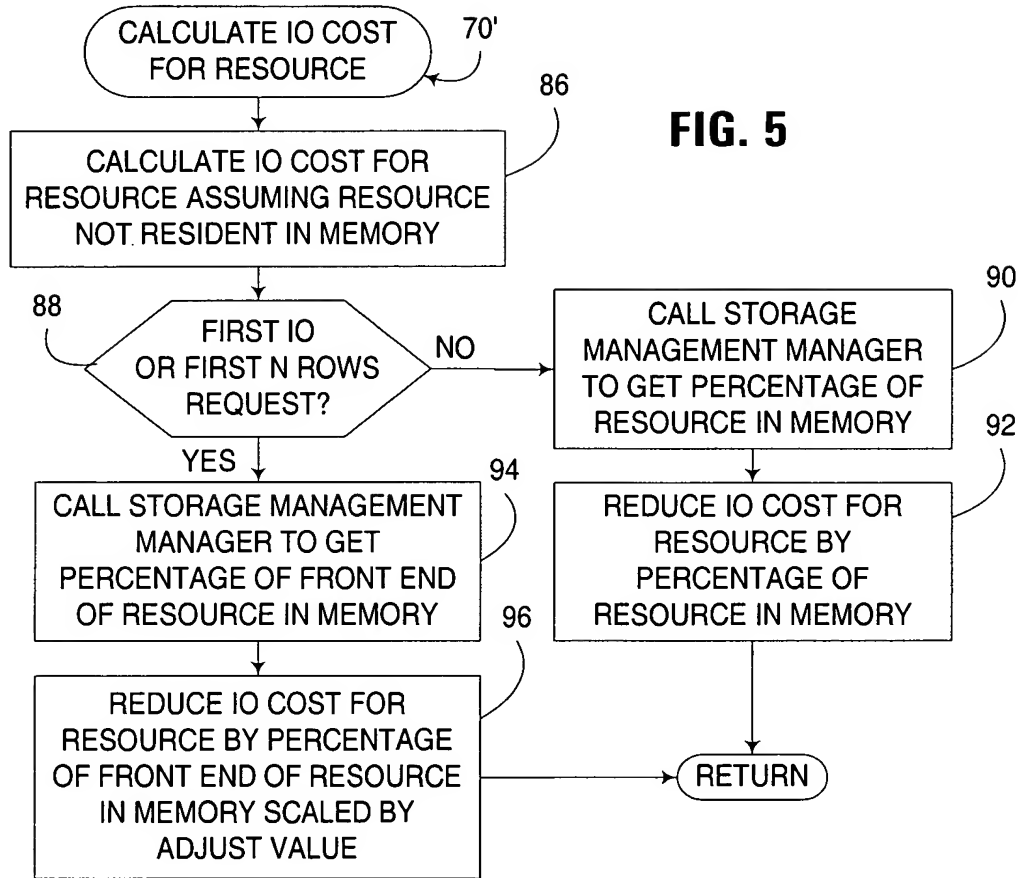 CALCULATE IO COST
FOR RESOURCE
70'
FIG. 5
86
CALCULATE IO COST FOR
RESOURCE ASSUMING RESOURCE
NOT RESIDENT IN MEMORY
88
FIRST IO
OR FIRST N ROWS
REQUEST?
NO
90
CALL STORAGE
MANAGEMENT MANAGER
TO GET PERCENTAGE OF
RESOURCE IN MEMORY
92
REDUCE IO COST FOR
RESOURCE BY
PERCENTAGE OF
RESOURCE IN MEMORY
YES
94
CALL STORAGE MANAGEMENT
MANAGER TO GET
PERCENTAGE OF FRONT END
OF RESOURCE IN MEMORY
96
REDUCE IO COST FOR
RESOURCE BY PERCENTAGE
OF FRONT END OF RESOURCE
IN MEMORY SCALED BY
ADJUST VALUE
RETURN